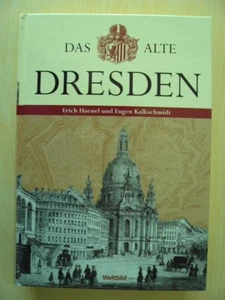 DAS ALTE
DRESDEN
Erich Haenel und Eugen Kalkschmidt
Weltbild